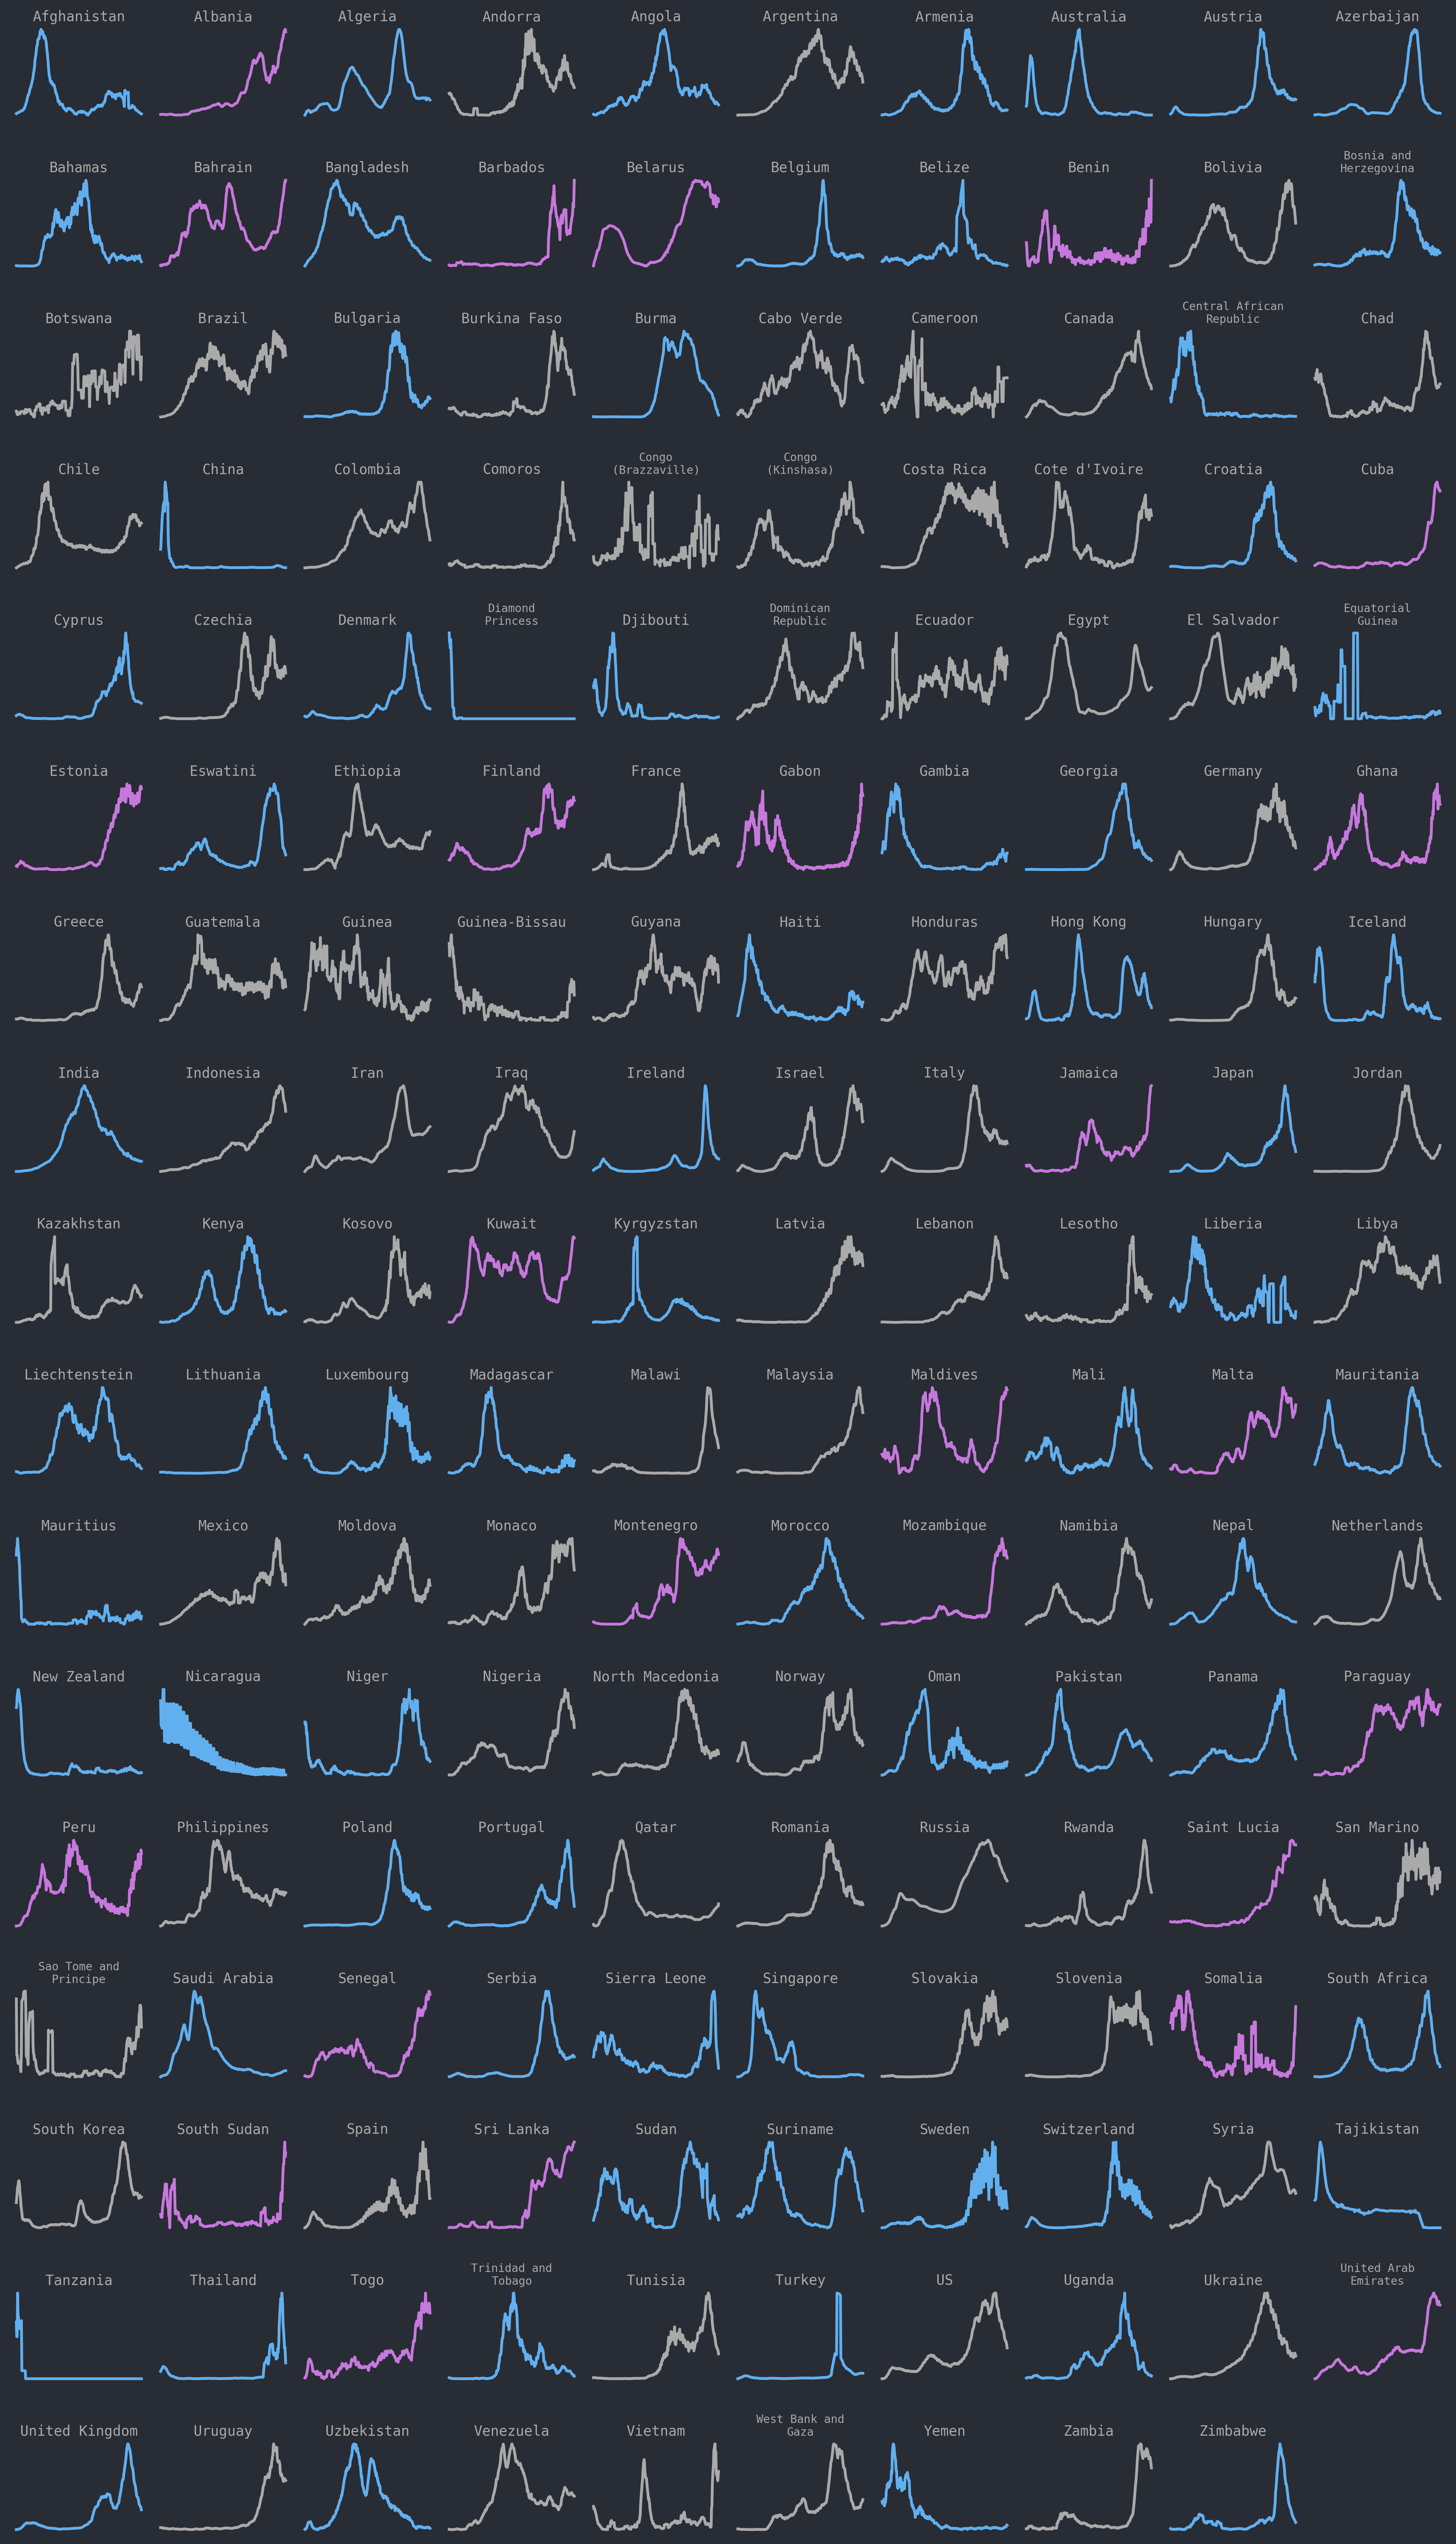 Afghanistan Albania Algeria Andorra Angola Argentina Armenia Australia Austria Azerbaijan
Bahamas Bahrain Bangladesh Barbados Belarus Belgium Belize Benin Bolivia Bosnia and
Herzegovina
Botswana Brazil Bulgaria Burkina Faso Burma Cabo Verde Cameroon Canada Central African
Republic Chad
Chile China Colombia Comoros Congo
(Brazzaville) Congo
(Kinshasa) Costa Rica Cote d'Ivoire Croatia Cuba
Cyprus Czechia Denmark Diamond
Princess Djibouti Dominican
Republic Ecuador Egypt El Salvador Equatorial
Guinea
Estonia Eswatini Ethiopia Finland France Gabon Gambia Georgia Germany Ghana
Greece Guatemala Guinea Guinea-Bissau Guyana Haiti Honduras Hong Kong Hungary Iceland
India Indonesia Iran Iraq Ireland Israel Italy Jamaica Japan Jordan
Kazakhstan Kenya Kosovo Kuwait Kyrgyzstan Latvia Lebanon Lesotho Liberia Libya
Liechtenstein Lithuania Luxembourg Madagascar Malawi Malaysia Maldives Mali Malta Mauritania
Mauritius Mexico Moldova Monaco Montenegro Morocco Mozambique Namibia Nepal Netherlands
New Zealand Nicaragua Niger Nigeria North Macedonia Norway Oman Pakistan Panama Paraguay
Peru Philippines Poland Portugal Qatar Romania Russia Rwanda Saint Lucia San Marino
Sao Tome and
Principe Saudi Arabia Senegal Serbia Sierra Leone Singapore Slovakia Slovenia Somalia South Africa
South Korea South Sudan Spain Sri Lanka Sudan Suriname Sweden Switzerland Syria Tajikistan
Tanzania Thailand Togo Trinidad and
Tobago Tunisia Turkey US Uganda Ukraine United Arab
Emirates
United Kingdom Uruguay Uzbekistan Venezuela Vietnam West Bank and
Gaza Yemen Zambia Zimbabwe